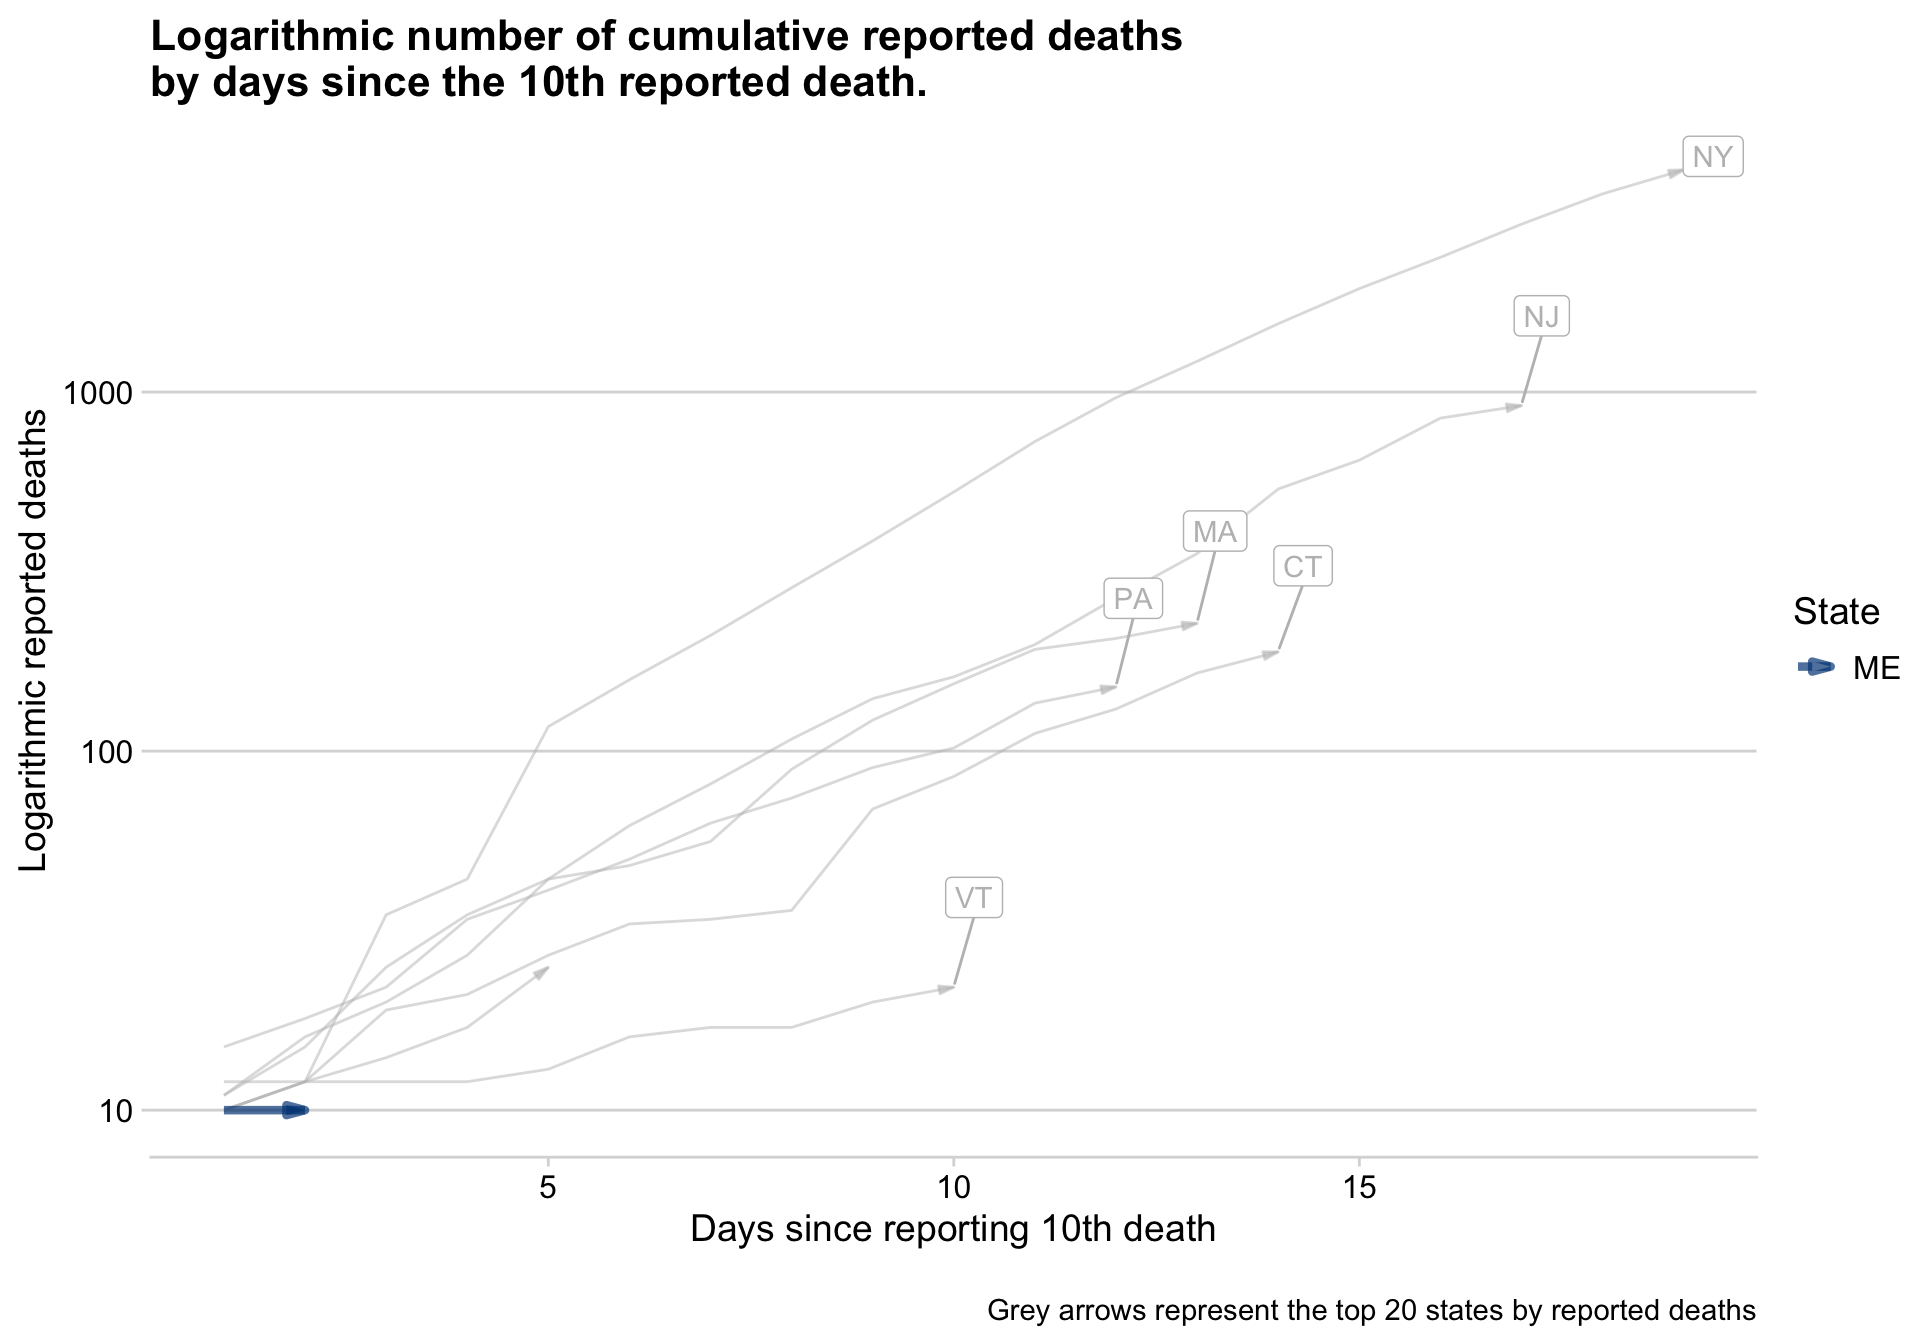 Logarithmic number of cumulative reported deaths
by days since the 10th reported death.
NY
NJ
1000
MA
CT
PA
Logarithmic reported deaths
State
ME
100
VT
10
5 10 15
Days since reporting 10th death
Grey arrows represent the top 20 states by reported deaths